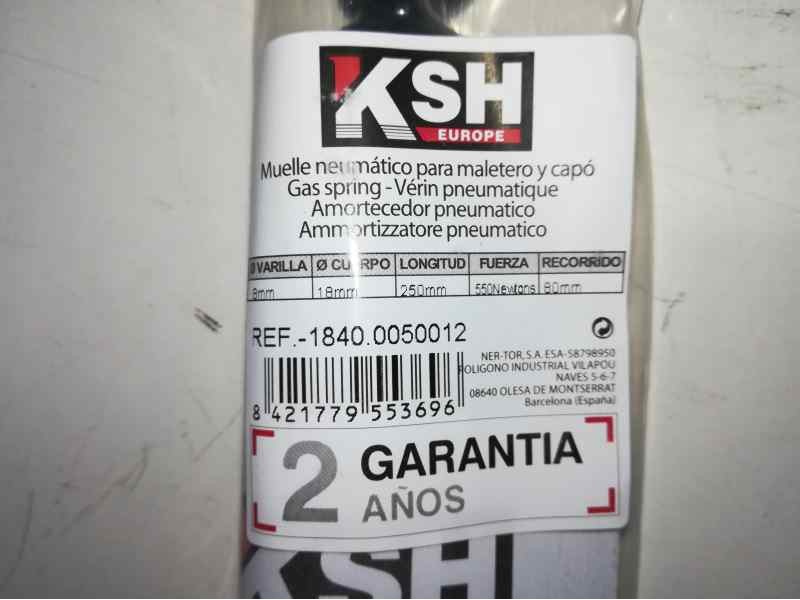 KSH
EUROPE
Muelle neumático para maletero y capó
Gas spring - Vérin pneumatique
Amortecedor pneumatico
Ammortizzatore pneumatico
Ø VARILLA Ø CUERPO LONGITUD FUERZA RECORRIDO
8mm 18mm 250mm 550Newtons 80mm
REF.-1840.0050012
NER-TOR, S.A. ESA-58798950
POLIGONO INDUSTRIAL VILAPOU
NAVES 5-6-7
08640 OLESA DE MONTSERRAT
Barcelona (España)
8 421779 553696
2 GARANTIA
AÑOS
KSH